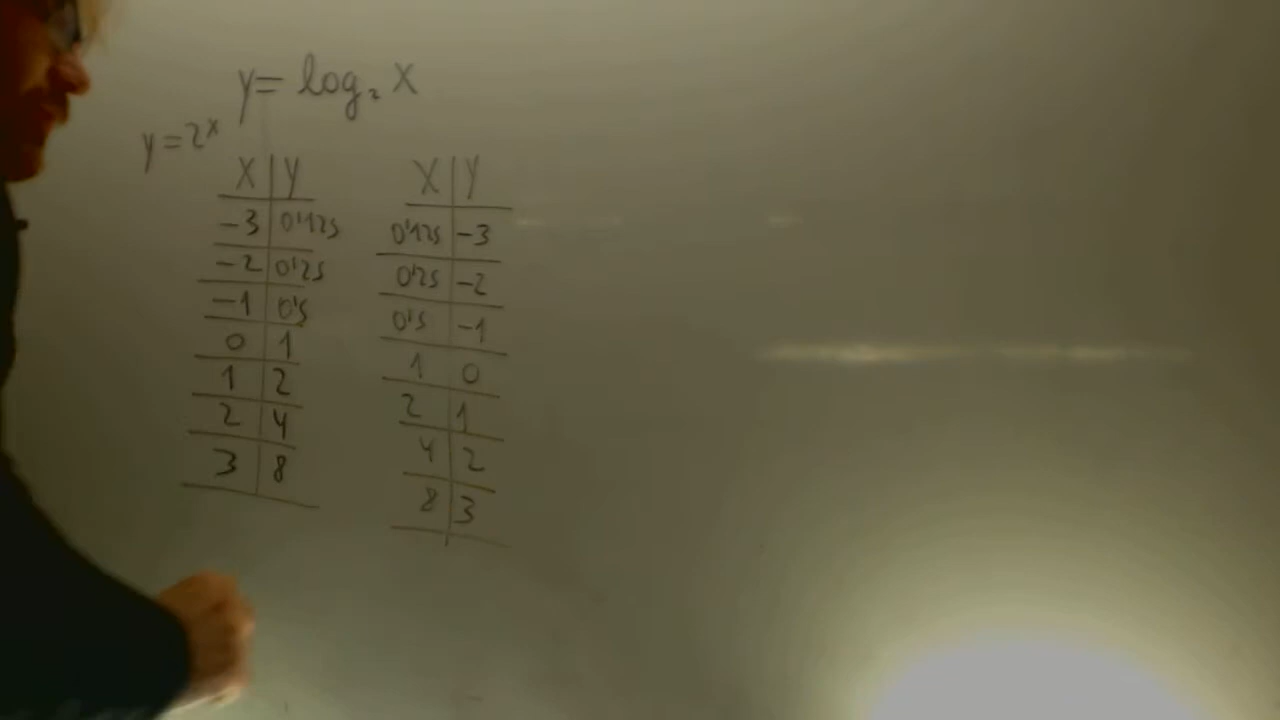 y = log₂ x
y = 2ˣ
x | y
-3 | 0'125
-2 | 0'25
-1 | 0'5
0 | 1
1 | 2
2 | 4
3 | 8
x | y
0'125 | -3
0'25 | -2
0'5 | -1
1 | 0
2 | 1
4 | 2
8 | 3